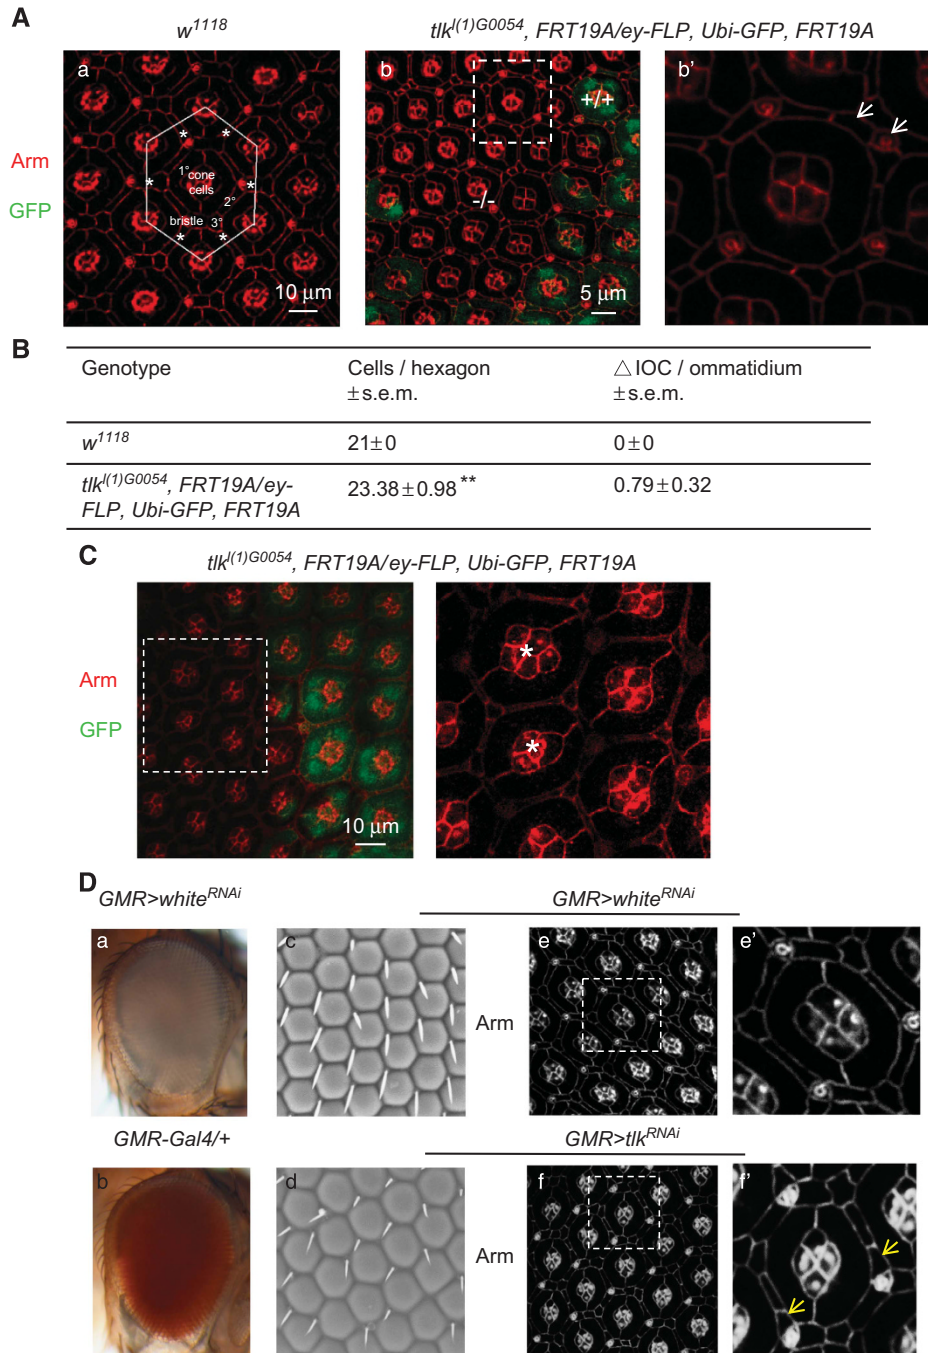 A
w1118
tlkl(1)G0054, FRT19A/ey-FLP, Ubi-GFP, FRT19A
a
b
b'
Arm
GFP
*
*
*
*
*
*
1°
cone
cells
2°
bristle
3°
10 μm
+/+
-/-
5 μm
B
Genotype
Cells / hexagon
±s.e.m.
△ IOC / ommatidium
±s.e.m.
w1118
21±0
0±0
tlkl(1)G0054, FRT19A/ey-
FLP, Ubi-GFP, FRT19A
23.38±0.98**
0.79±0.32
C
tlkl(1)G0054, FRT19A/ey-FLP, Ubi-GFP, FRT19A
Arm
GFP
10 μm
*
*
D
GMR>whiteRNAi
GMR>whiteRNAi
a
c
Arm
e
e'
GMR-Gal4/+
GMR>tlkRNAi
b
d
Arm
f
f'